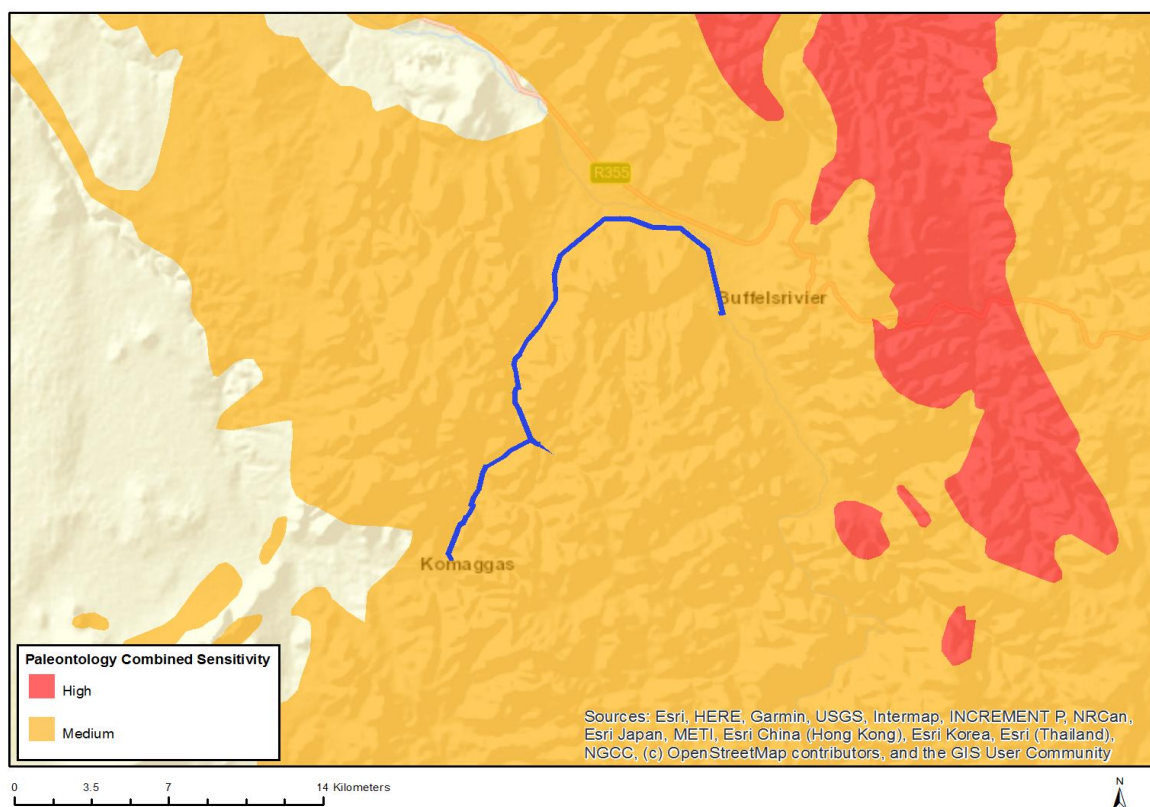 R355
Buffelsrivier
Komaggas
Paleontology Combined Sensitivity
High
Medium
Sources: Esri, HERE, Garmin, USGS, Intermap, INCREMENT P, NRCan,
Esri Japan, METI, Esri China (Hong Kong), Esri Korea, Esri (Thailand),
NGCC, (c) OpenStreetMap contributors, and the GIS User Community
0 3.5 7 14 Kilometers
N